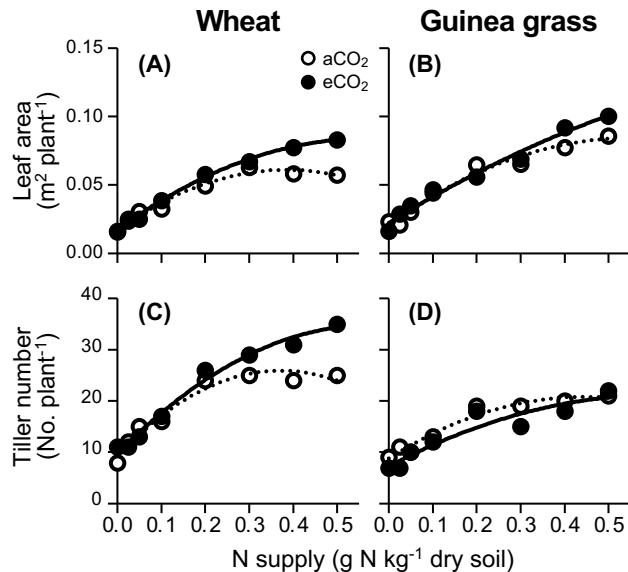 Wheat
Guinea grass
(A)
aCO₂
eCO₂
(B)
Leaf area
(m² plant⁻¹)
0.15
0.10
0.05
0.00
(C)
(D)
Tiller number
(No. plant⁻¹)
40
30
20
10
0
0.0 0.1 0.2 0.3 0.4 0.5
0.0 0.1 0.2 0.3 0.4 0.5
N supply (g N kg⁻¹ dry soil)